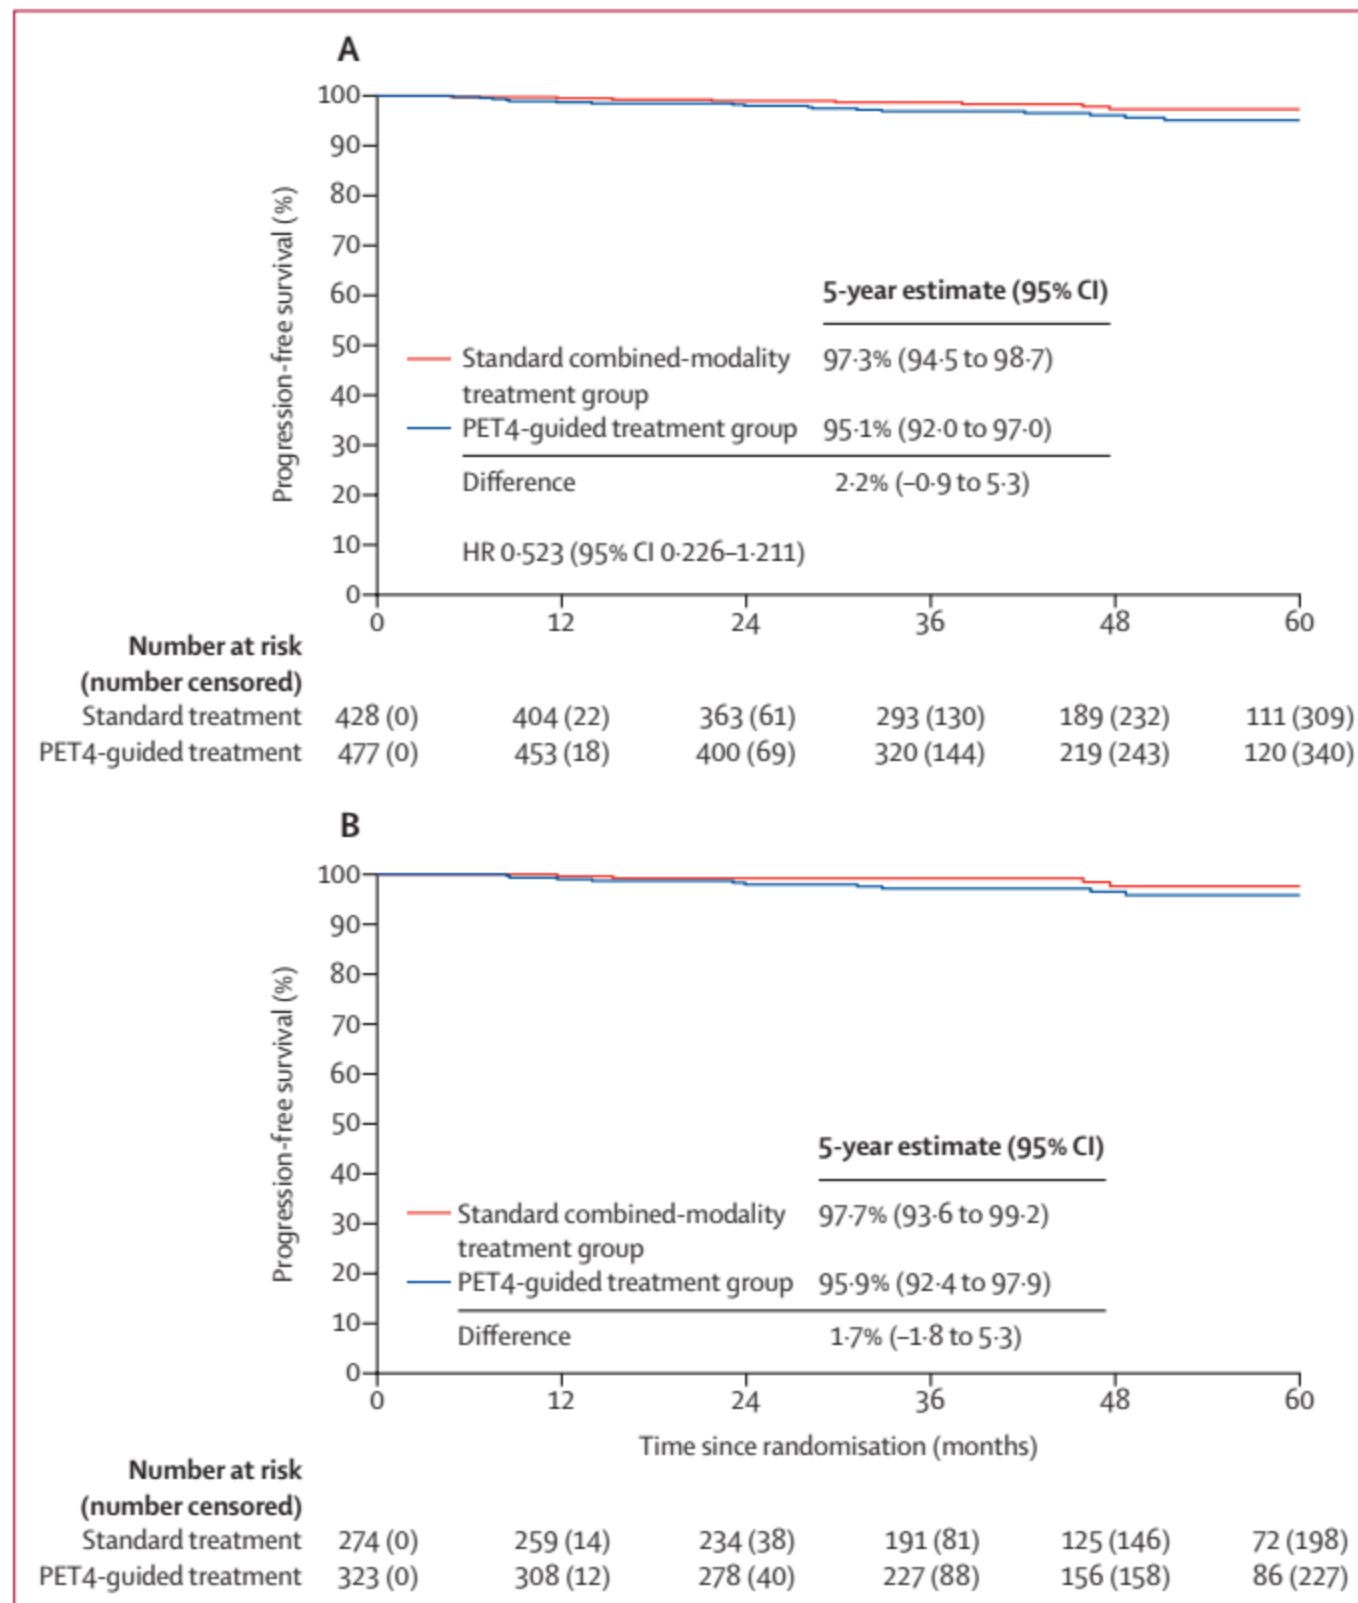 A
100
90
80
70
60
50
40
30
20
10
0
Progression-free survival (%)
5-year estimate (95% CI)
Standard combined-modality 97·3% (94·5 to 98·7)
treatment group
PET4-guided treatment group 95·1% (92·0 to 97·0)
Difference 2·2% (–0·9 to 5·3)
HR 0·523 (95% CI 0·226–1·211)
0 12 24 36 48 60
Number at risk
(number censored)
Standard treatment 428 (0) 404 (22) 363 (61) 293 (130) 189 (232) 111 (309)
PET4-guided treatment 477 (0) 453 (18) 400 (69) 320 (144) 219 (243) 120 (340)
B
100
90
80
70
60
50
40
30
20
10
0
Progression-free survival (%)
5-year estimate (95% CI)
Standard combined-modality 97·7% (93·6 to 99·2)
treatment group
PET4-guided treatment group 95·9% (92·4 to 97·9)
Difference 1·7% (–1·8 to 5·3)
0 12 24 36 48 60
Time since randomisation (months)
Number at risk
(number censored)
Standard treatment 274 (0) 259 (14) 234 (38) 191 (81) 125 (146) 72 (198)
PET4-guided treatment 323 (0) 308 (12) 278 (40) 227 (88) 156 (158) 86 (227)